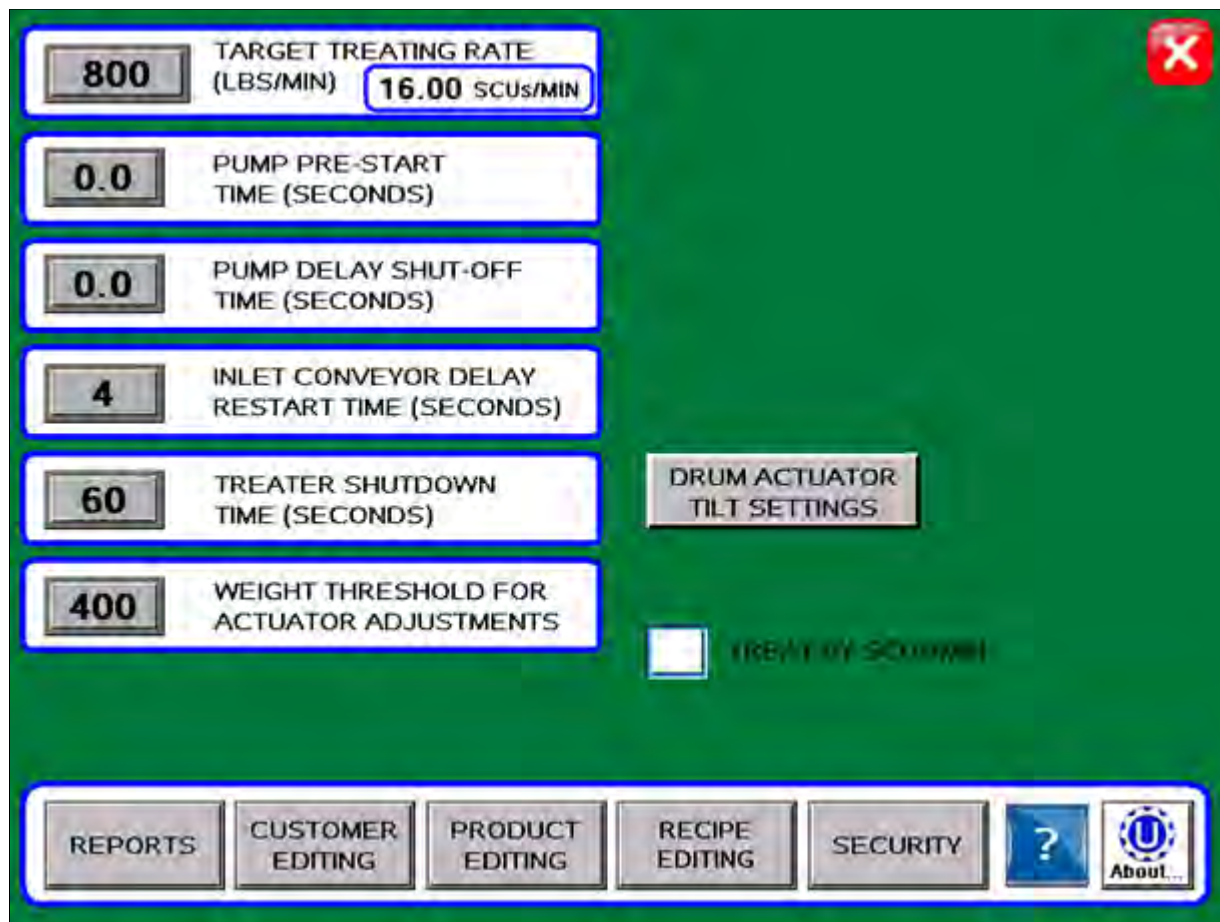 800
TARGET TREATING RATE
(LBS/MIN)
16.00 SCUs/MIN
0.0
PUMP PRE-START
TIME (SECONDS)
0.0
PUMP DELAY SHUT-OFF
TIME (SECONDS)
4
INLET CONVEYOR DELAY
RESTART TIME (SECONDS)
60
TREATER SHUTDOWN
TIME (SECONDS)
DRUM ACTUATOR
TILT SETTINGS
400
WEIGHT THRESHOLD FOR
ACTUATOR ADJUSTMENTS
TREAT BY
REPORTS
CUSTOMER
EDITING
PRODUCT
EDITING
RECIPE
EDITING
SECURITY
?
U
About...